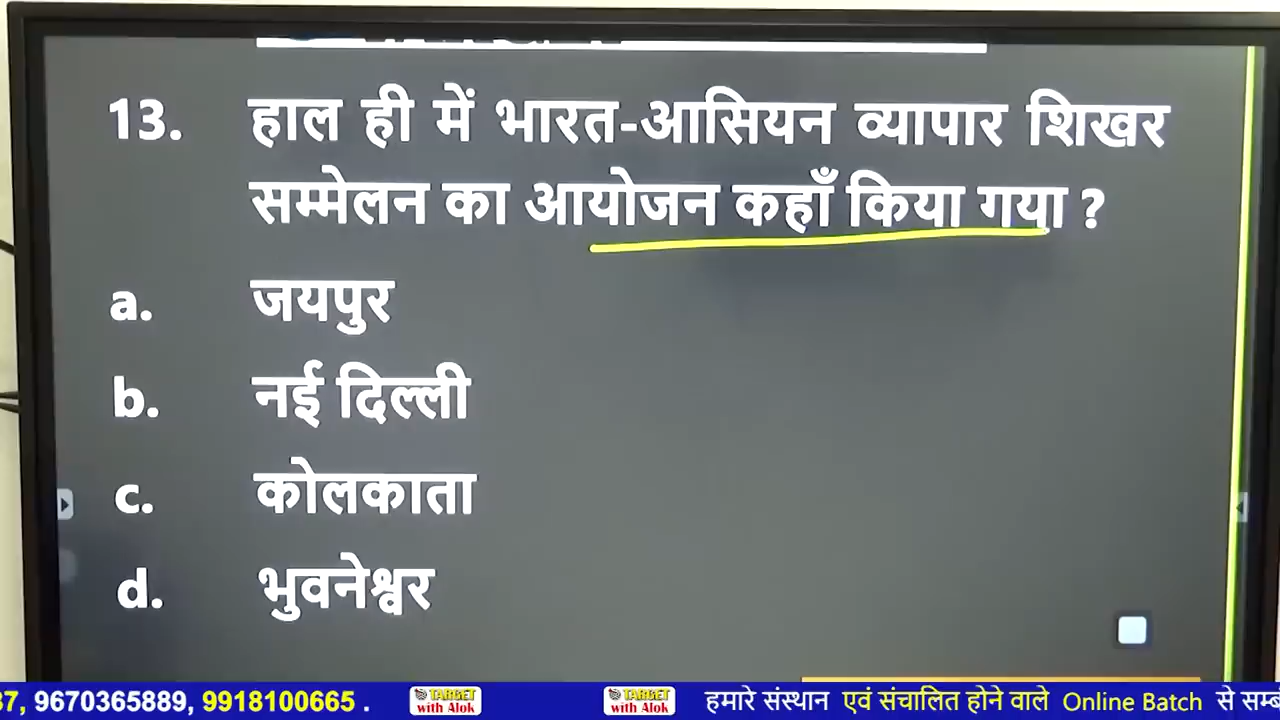 13. हाल ही में भारत-आसियन व्यापार शिखर
सम्मेलन का आयोजन कहाँ किया गया ?
a. जयपुर
b. नई दिल्ली
c. कोलकाता
d. भुवनेश्वर
37, 9670365889, 9918100665 . TARGET with Alok TARGET with Alok हमारे संस्थान एवं संचालित होने वाले Online Batch से सम्ब